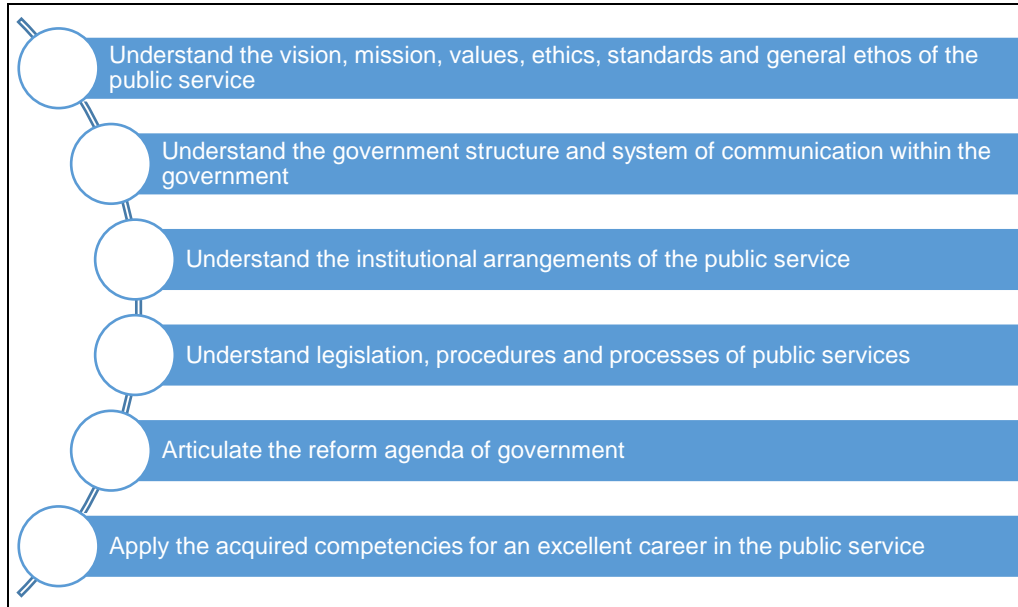 Understand the vision, mission, values, ethics, standards and general ethos of the
public service
Understand the government structure and system of communication within the
government
Understand the institutional arrangements of the public service
Understand legislation, procedures and processes of public services
Articulate the reform agenda of government
Apply the acquired competencies for an excellent career in the public service